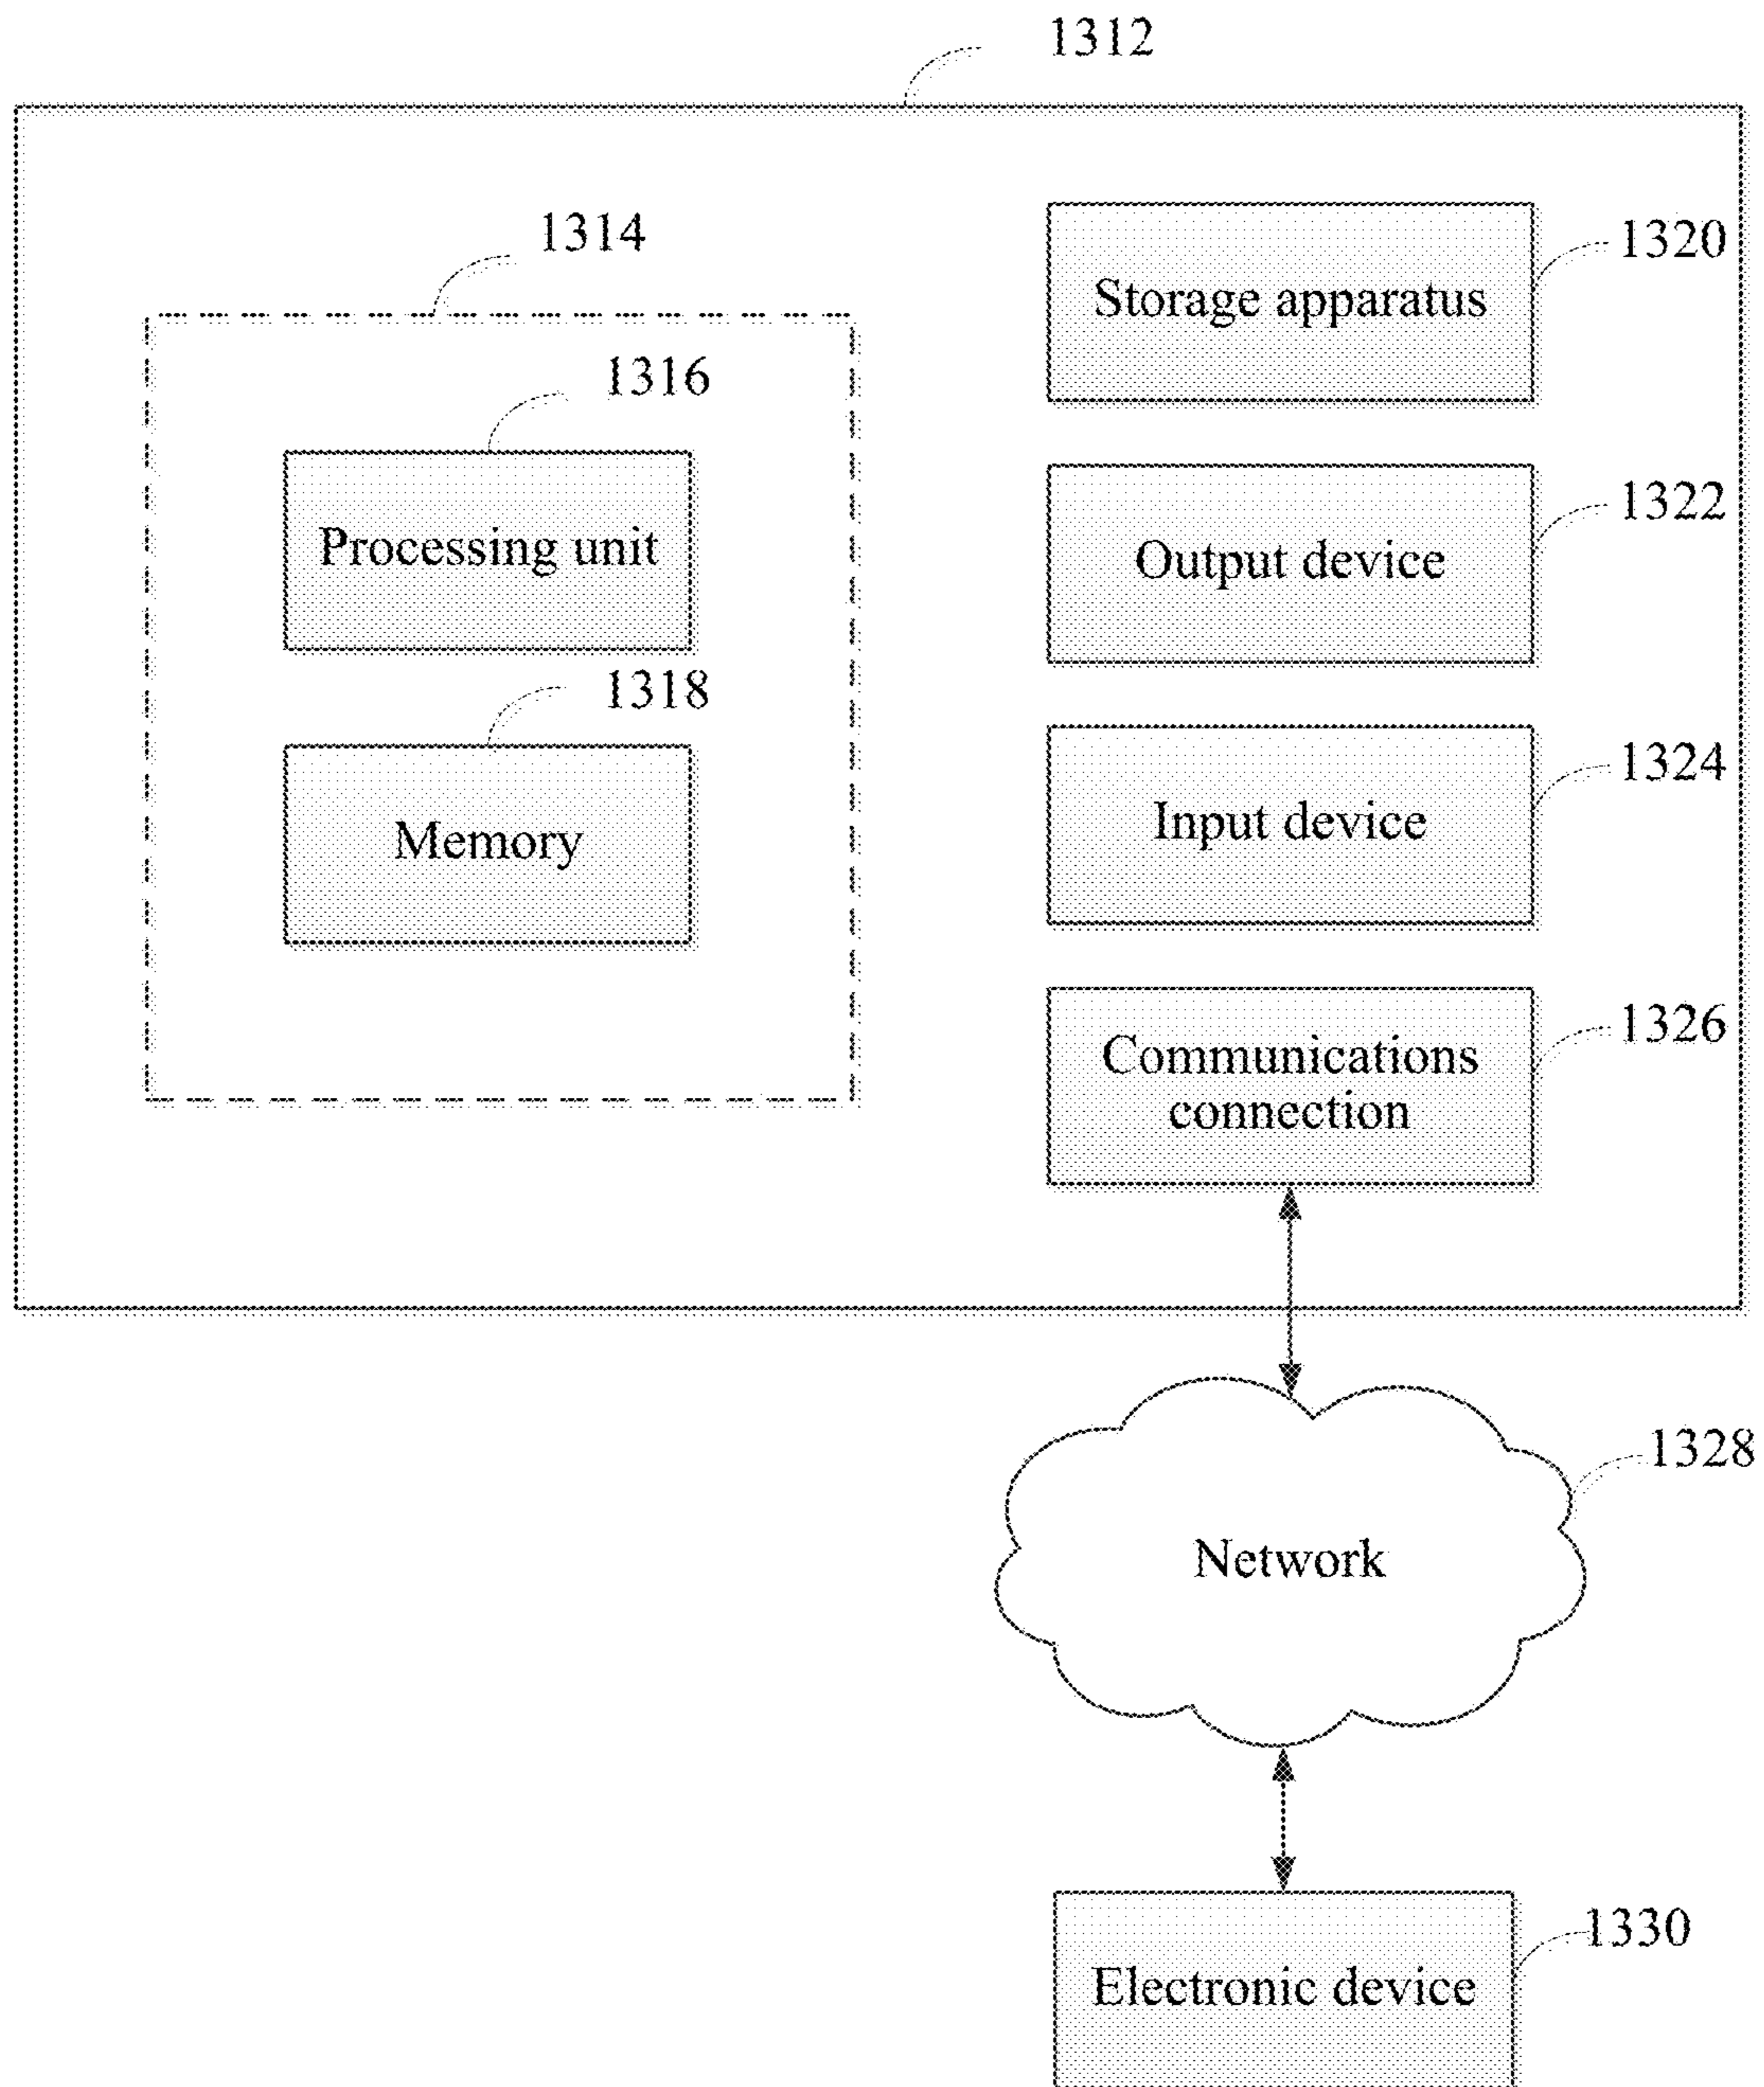 1312
1314
1316
Processing unit
1318
Memory
Storage apparatus
1320
Output device
1322
Input device
1324
Communications
connection
1326
Network
1328
Electronic device
1330